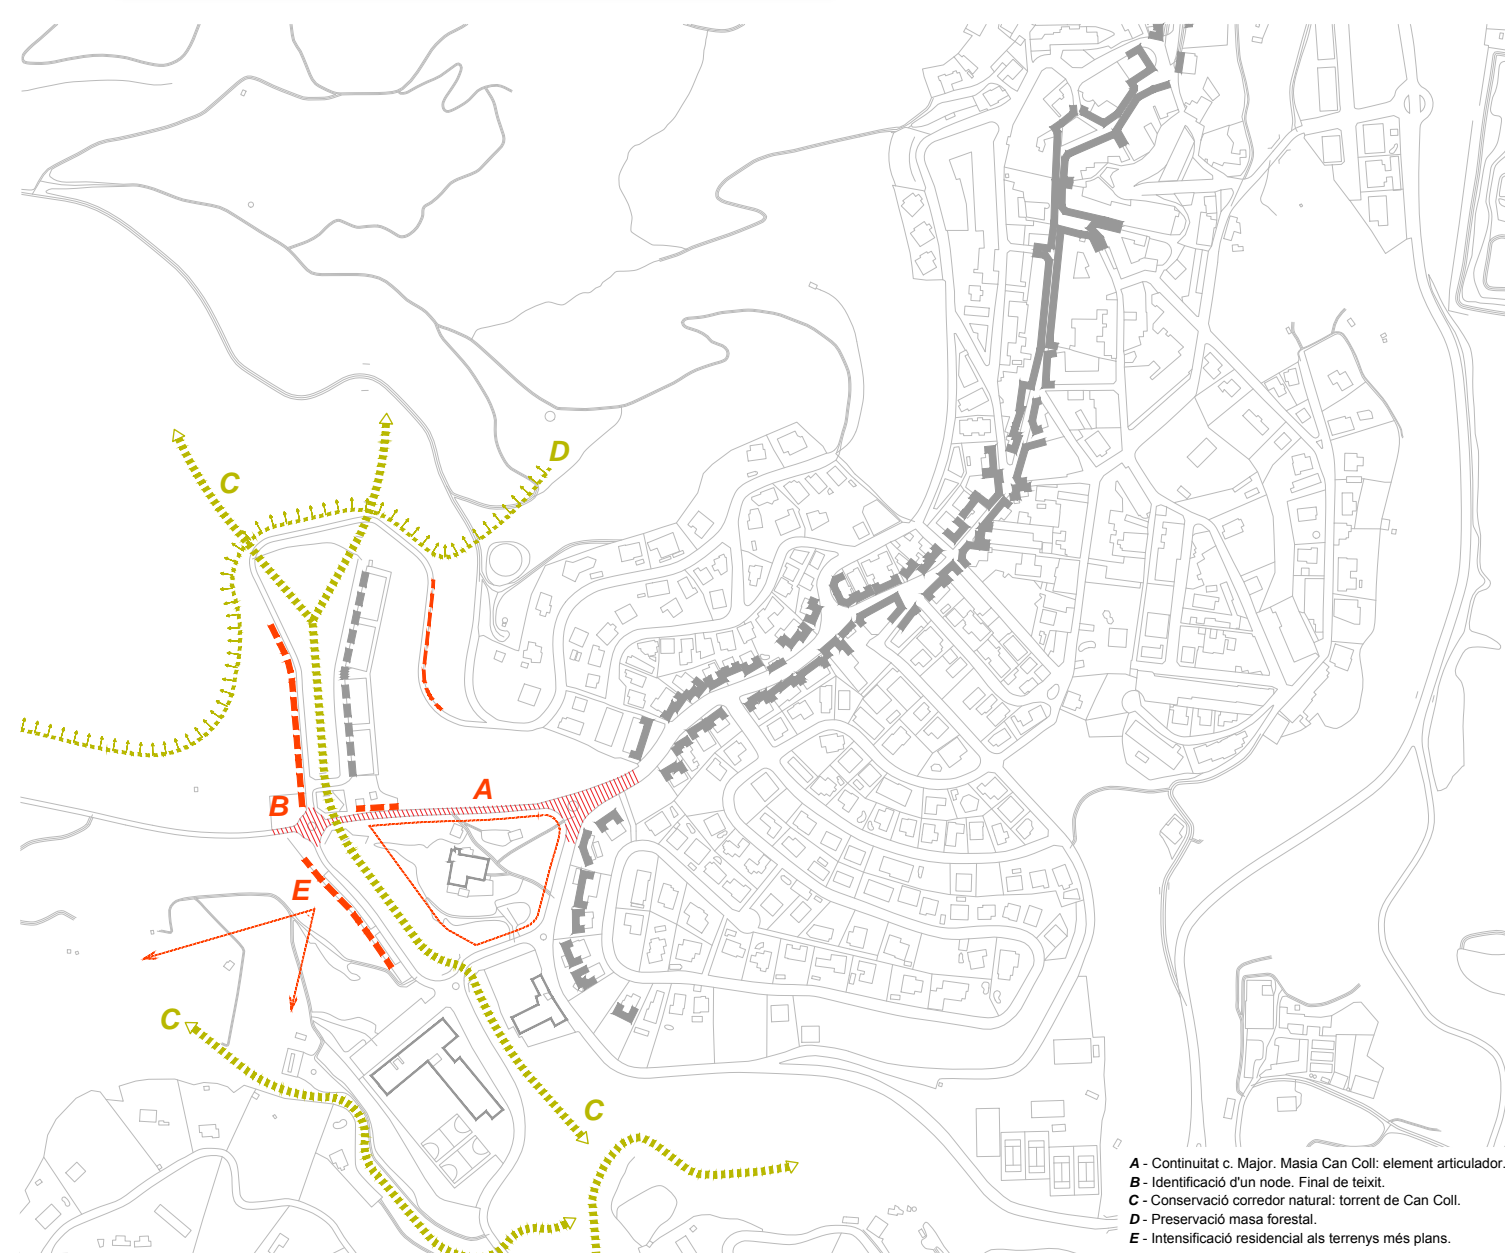 D
C
A
B
E
C
C
A - Continuitat c. Major. Masia Can Coll: element articulador.
B - Identificació d'un node. Final de teixit.
C - Conservació corredor natural: torrent de Can Coll.
D - Preservació masa forestal.
E - Intensificació residencial als terrenys més plans.